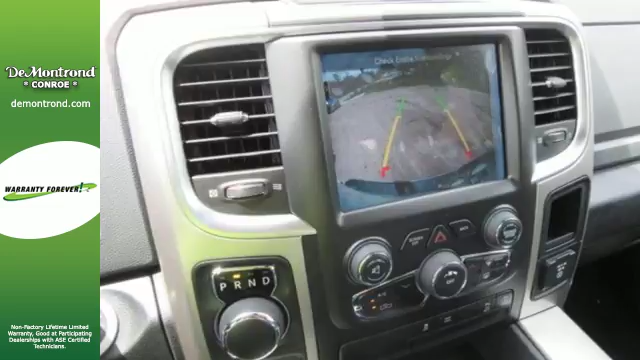 DeMontrond
* CONROE *
demontrond.com
WARRANTY FOREVER!
Non-Factory Lifetime Limited
Warranty, Good at Participating
Dealerships with ASE Certified
Technicians.
Check Entire Surroundings
P R N D